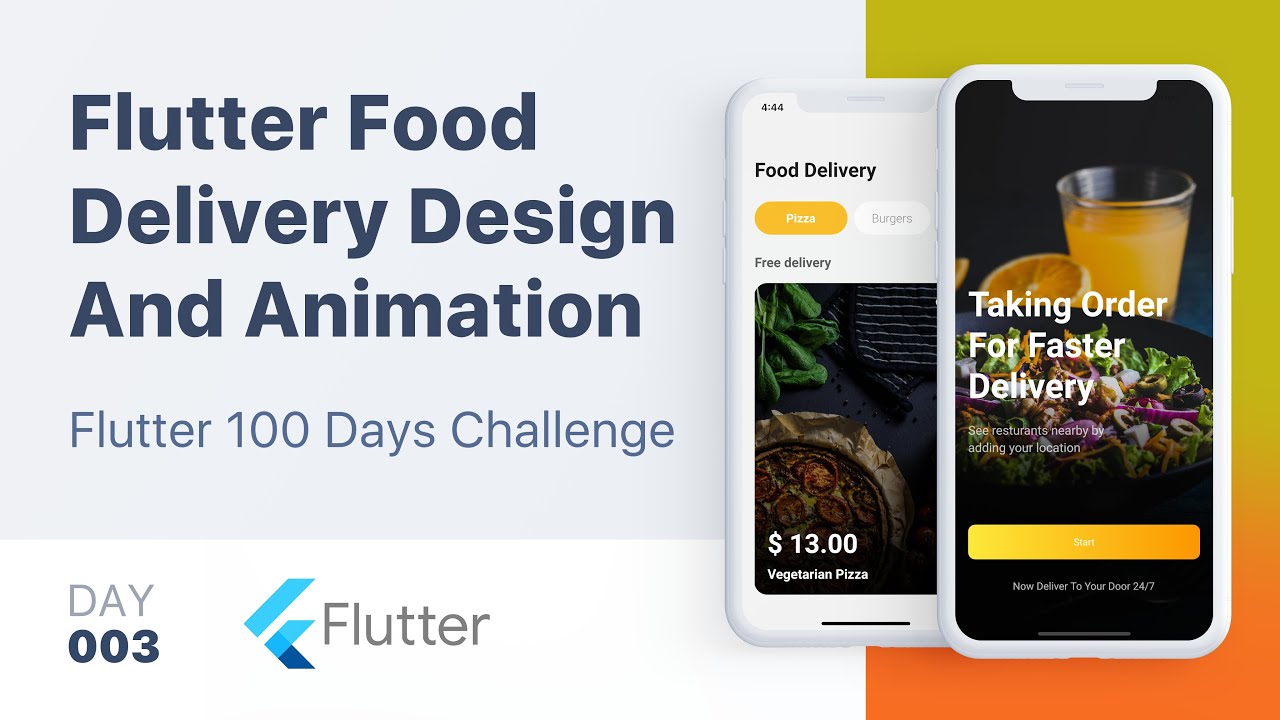 Flutter Food
Delivery Design
And Animation
Flutter 100 Days Challenge
DAY
003
Flutter
4:44
Food Delivery
Pizza
Burgers
Free delivery
$ 13.00
Vegetarian Pizza
Taking Order
For Faster
Delivery
See resturants nearby by
adding your location
Start
Now Deliver To Your Door 24/7